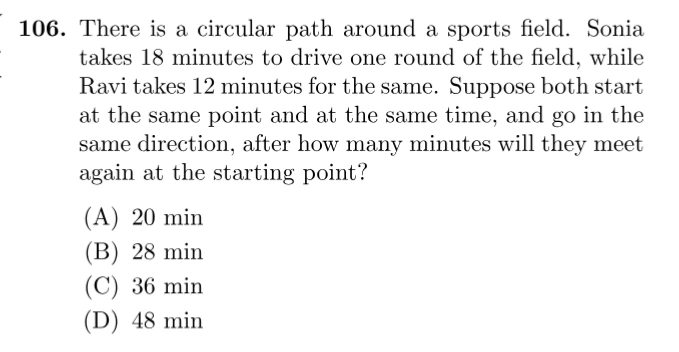 106. There is a circular path around a sports field. Sonia
takes 18 minutes to drive one round of the field, while
Ravi takes 12 minutes for the same. Suppose both start
at the same point and at the same time, and go in the
same direction, after how many minutes will they meet
again at the starting point?
(A) 20 min
(B) 28 min
(C) 36 min
(D) 48 min